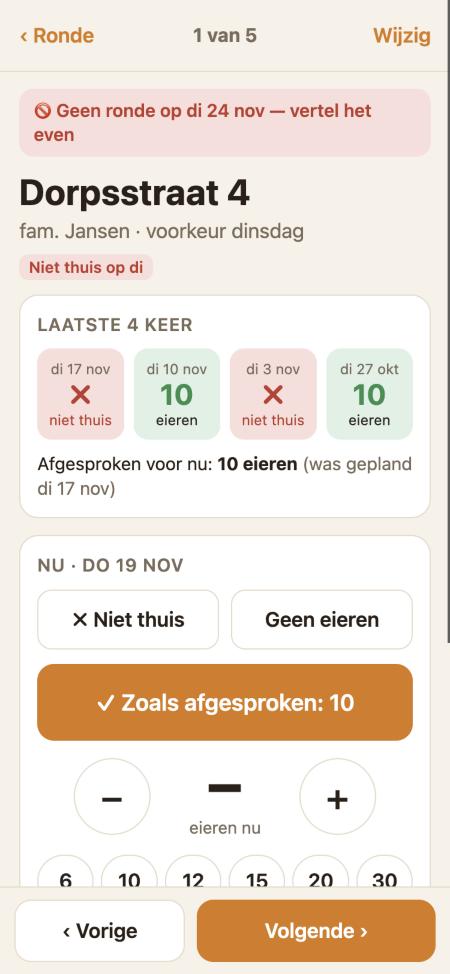 ‹ Ronde
1 van 5
Wijzig
🚫 Geen ronde op di 24 nov — vertel het
even
Dorpsstraat 4
fam. Jansen · voorkeur dinsdag
Niet thuis op di
LAATSTE 4 KEER
di 17 nov
✕
niet thuis
di 10 nov
10
eieren
di 3 nov
✕
niet thuis
di 27 okt
10
eieren
Afgesproken voor nu: 10 eieren (was gepland
di 17 nov)
NU · DO 19 NOV
✕ Niet thuis
Geen eieren
✓ Zoals afgesproken: 10
−
–
+
eieren nu
6
10
12
15
20
30
‹ Vorige
Volgende ›